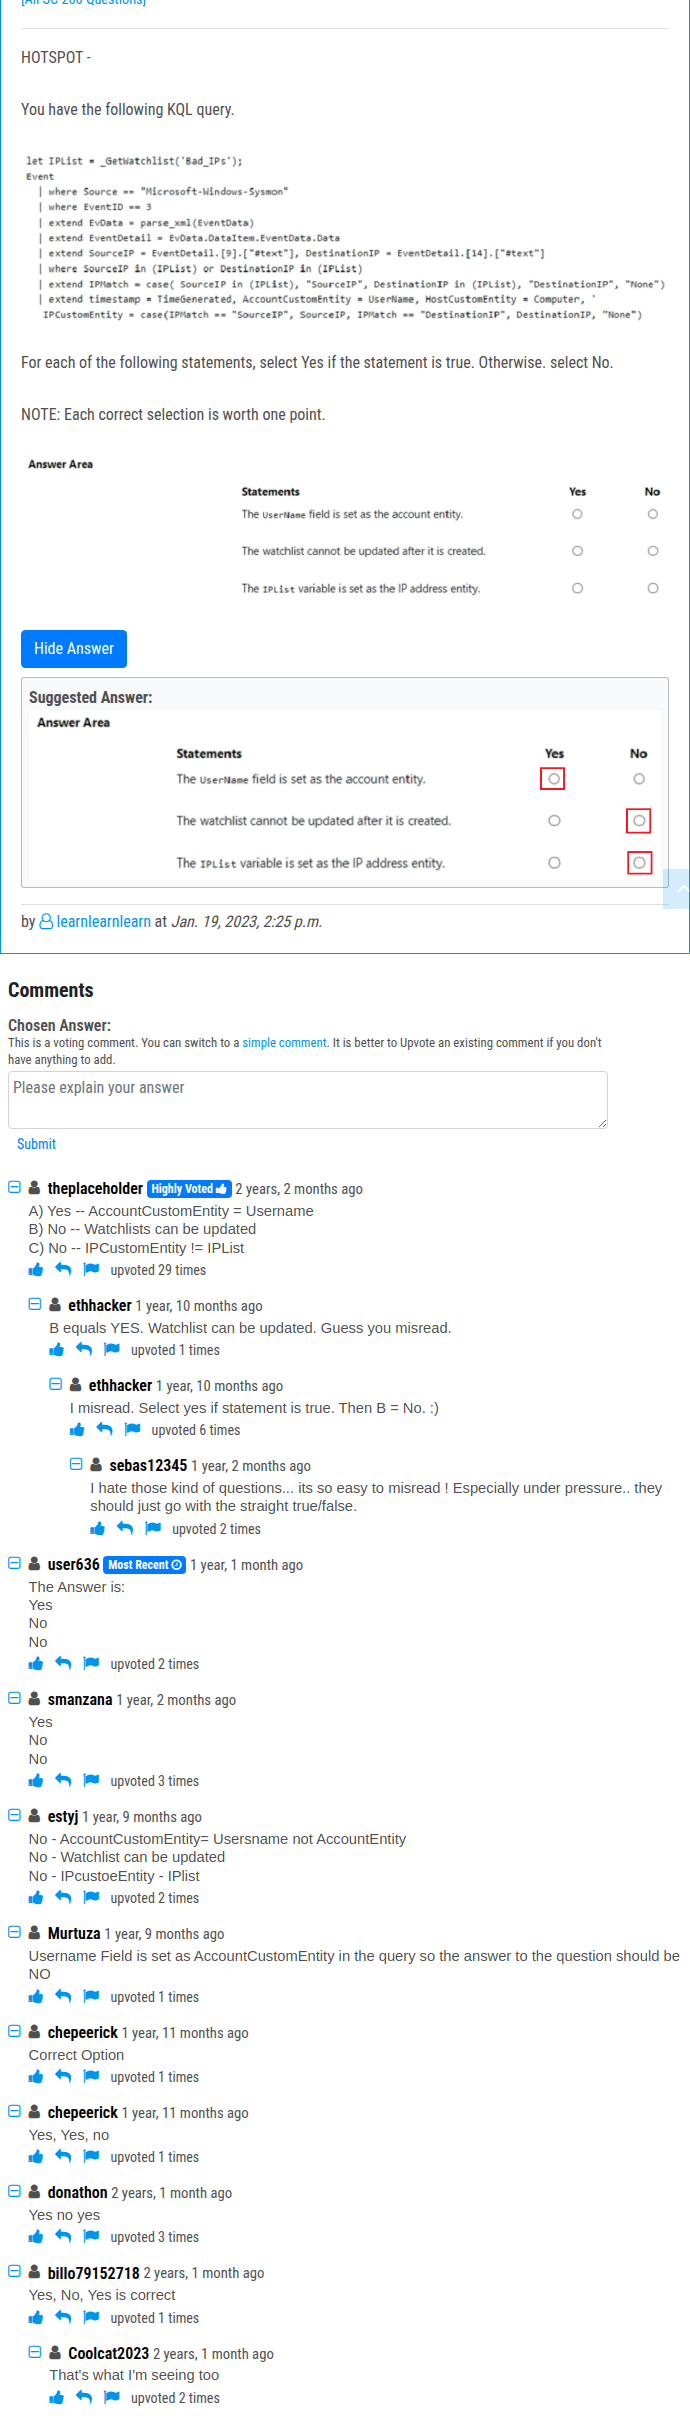 [All SC-200 Questions]
HOTSPOT -
You have the following KQL query.
let IPList = _GetWatchlist('Bad_IPs');
Event
| where Source == "Microsoft-Windows-Sysmon"
| where EventID == 3
| extend EvData = parse_xml(EventData)
| extend EventDetail = EvData.DataItem.EventData.Data
| extend SourceIP = EventDetail.[9].["#text"], DestinationIP = EventDetail.[14].["#text"]
| where SourceIP in (IPList) or DestinationIP in (IPList)
| extend IPMatch = case( SourceIP in (IPList), "SourceIP", DestinationIP in (IPList), "DestinationIP", "None")
| extend timestamp = TimeGenerated, AccountCustomEntity = UserName, HostCustomEntity = Computer, '
IPCustomEntity = case(IPMatch == "SourceIP", SourceIP, IPMatch == "DestinationIP", DestinationIP, "None")
For each of the following statements, select Yes if the statement is true. Otherwise. select No.
NOTE: Each correct selection is worth one point.
Answer Area
Statements Yes No
The UserName field is set as the account entity.
The watchlist cannot be updated after it is created.
The IPList variable is set as the IP address entity.
Hide Answer
Suggested Answer:
Answer Area
Statements Yes No
The UserName field is set as the account entity.
The watchlist cannot be updated after it is created.
The IPList variable is set as the IP address entity.
by learnlearnlearn at Jan. 19, 2023, 2:25 p.m.
Comments
Chosen Answer:
This is a voting comment. You can switch to a simple comment. It is better to Upvote an existing comment if you don't
have anything to add.
Please explain your answer
Submit
theplaceholder Highly Voted 2 years, 2 months ago
A) Yes -- AccountCustomEntity = Username
B) No -- Watchlists can be updated
C) No -- IPCustomEntity != IPList
upvoted 29 times
ethhacker 1 year, 10 months ago
B equals YES. Watchlist can be updated. Guess you misread.
upvoted 1 times
ethhacker 1 year, 10 months ago
I misread. Select yes if statement is true. Then B = No. :)
upvoted 6 times
sebas12345 1 year, 2 months ago
I hate those kind of questions... its so easy to misread ! Especially under pressure.. they
should just go with the straight true/false.
upvoted 2 times
user636 Most Recent 1 year, 1 month ago
The Answer is:
Yes
No
No
upvoted 2 times
smanzana 1 year, 2 months ago
Yes
No
No
upvoted 3 times
estyj 1 year, 9 months ago
No - AccountCustomEntity= Usersname not AccountEntity
No - Watchlist can be updated
No - IPcustoeEntity - IPlist
upvoted 2 times
Murtuza 1 year, 9 months ago
Username Field is set as AccountCustomEntity in the query so the answer to the question should be
NO
upvoted 1 times
chepeerick 1 year, 11 months ago
Correct Option
upvoted 1 times
chepeerick 1 year, 11 months ago
Yes, Yes, no
upvoted 1 times
donathon 2 years, 1 month ago
Yes no yes
upvoted 3 times
billo79152718 2 years, 1 month ago
Yes, No, Yes is correct
upvoted 1 times
Coolcat2023 2 years, 1 month ago
That's what I'm seeing too
upvoted 2 times